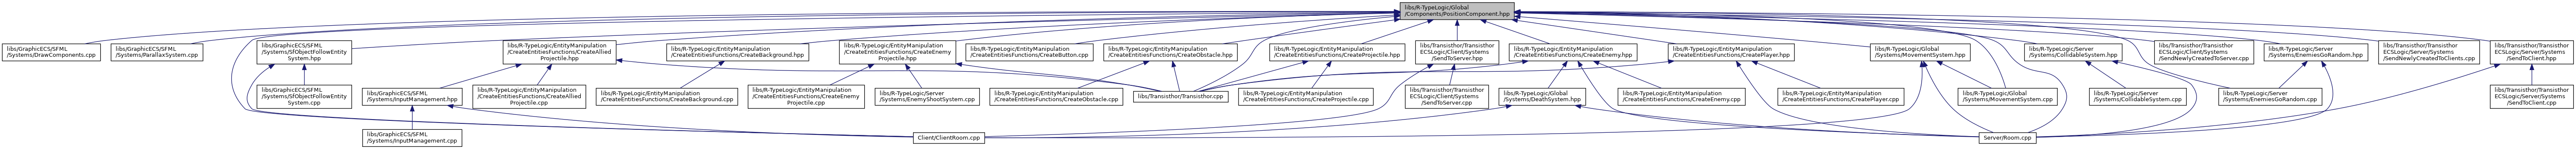 libs/R-TypeLogic/Global
/Components/PositionComponent.hpp
libs/GraphicECS/SFML
/Systems/DrawComponents.cpp
libs/GraphicECS/SFML
/Systems/ParallaxSystem.cpp
libs/GraphicECS/SFML
/Systems/SfObjectFollowEntity
System.hpp
libs/R-TypeLogic/EntityManipulation
/CreateEntitiesFunctions/CreateAllied
Projectile.hpp
libs/R-TypeLogic/EntityManipulation
/CreateEntitiesFunctions/CreateBackground.hpp
libs/R-TypeLogic/EntityManipulation
/CreateEntitiesFunctions/CreateEnemy
Projectile.hpp
libs/R-TypeLogic/EntityManipulation
/CreateEntitiesFunctions/CreateButton.cpp
libs/R-TypeLogic/EntityManipulation
/CreateEntitiesFunctions/CreateObstacle.hpp
libs/R-TypeLogic/EntityManipulation
/CreateEntitiesFunctions/CreateProjectile.hpp
libs/Transisthor/Transisthor
ECSLogic/Client/Systems
/SendToServer.hpp
libs/R-TypeLogic/EntityManipulation
/CreateEntitiesFunctions/CreateEnemy.hpp
libs/R-TypeLogic/EntityManipulation
/CreateEntitiesFunctions/CreatePlayer.hpp
libs/R-TypeLogic/Global
/Systems/MovementSystem.hpp
libs/R-TypeLogic/Server
/Systems/CollidableSystem.hpp
libs/Transisthor/Transisthor
ECSLogic/Client/Systems
/SendNewlyCreatedToServer.cpp
libs/R-TypeLogic/Server
/Systems/EnemiesGoRandom.hpp
libs/Transisthor/Transisthor
ECSLogic/Server/Systems
/SendNewlyCreatedToClients.cpp
libs/Transisthor/Transisthor
ECSLogic/Server/Systems
/SendToClient.hpp
libs/GraphicECS/SFML
/Systems/SfObjectFollowEntity
System.cpp
libs/GraphicECS/SFML
/Systems/InputManagement.hpp
libs/R-TypeLogic/EntityManipulation
/CreateEntitiesFunctions/CreateAllied
Projectile.cpp
libs/R-TypeLogic/EntityManipulation
/CreateEntitiesFunctions/CreateBackground.cpp
libs/R-TypeLogic/EntityManipulation
/CreateEntitiesFunctions/CreateEnemy
Projectile.cpp
libs/R-TypeLogic/Server
/Systems/EnemyShootSystem.cpp
libs/R-TypeLogic/EntityManipulation
/CreateEntitiesFunctions/CreateObstacle.cpp
libs/Transisthor/Transisthor.cpp
libs/R-TypeLogic/EntityManipulation
/CreateEntitiesFunctions/CreateProjectile.cpp
libs/Transisthor/Transisthor
ECSLogic/Client/Systems
/SendToServer.cpp
libs/R-TypeLogic/Global
/Systems/DeathSystem.hpp
libs/R-TypeLogic/EntityManipulation
/CreateEntitiesFunctions/CreateEnemy.cpp
libs/R-TypeLogic/EntityManipulation
/CreateEntitiesFunctions/CreatePlayer.cpp
libs/R-TypeLogic/Global
/Systems/MovementSystem.cpp
libs/R-TypeLogic/Server
/Systems/CollidableSystem.cpp
libs/R-TypeLogic/Server
/Systems/EnemiesGoRandom.cpp
libs/Transisthor/Transisthor
ECSLogic/Server/Systems
/SendToClient.cpp
libs/GraphicECS/SFML
/Systems/InputManagement.cpp
Client/ClientRoom.cpp
Server/Room.cpp